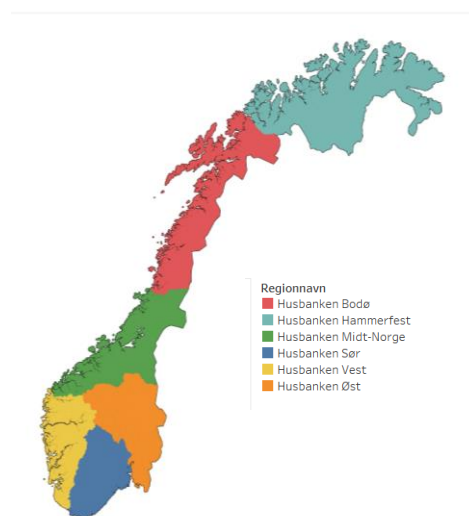 Regionnavn
Husbanken Bodø
Husbanken Hammerfest
Husbanken Midt-Norge
Husbanken Sør
Husbanken Vest
Husbanken Øst